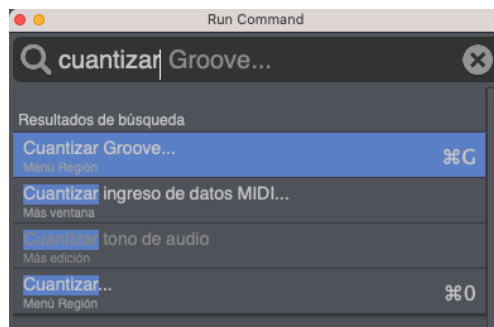 Run Command
cuantizar Groove...
Resultados de búsqueda
Cuantizar Groove...
⌘G
Menú Región
Cuantizar ingreso de datos MIDI...
Más ventana
Cuantizar tono de audio
Más edición
Cuantizar...
⌘0
Menú Región